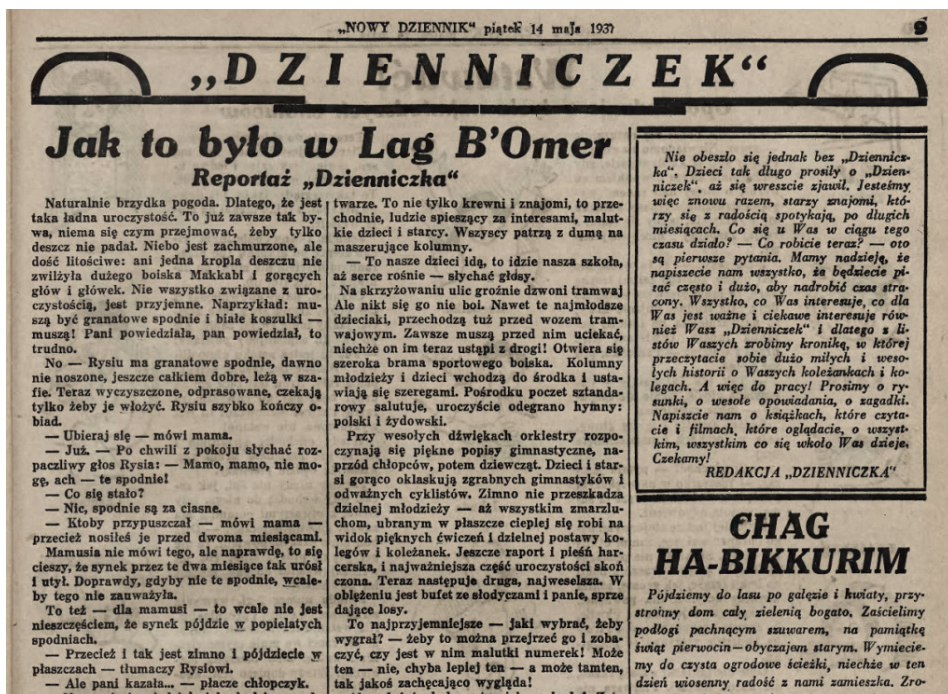 „NOWY DZIENNIK“ piątek 14 maja 1937
9
„DZIENNICZEK“
Jak to było w Lag B'Omer
Reportaż „Dzienniczka“
Naturalnie brzydka pogoda. Dlatego, że jest
taka ładna uroczystość. To już zawsze tak by-
wa, niema się czym przejmować, żeby tylko
deszcz nie padał. Niebo jest zachmurzone, ale
dość litościwe: ani jedna kropla deszczu nie
zwilżyła dużego boiska Makkabi i gorących
głów i główek. Nie wszystko związane z uro-
czystością, jest przyjemne. Naprzykład: mu-
szą być granatowe spodnie i białe koszulki —
muszą! Pani powiedziała, pan powiedział, to
trudno.
No — Rysiu ma granatowe spodnie, dawno
nie noszone, jeszcze całkiem dobre, leżą w sza-
fie. Teraz wyczyszczone, odprasowane, czekają
tylko żeby je włożyć. Rysiu szybko kończy o-
biad.
— Ubieraj się — mówi mama.
— Już. — Po chwili z pokoju słychać roz-
paczliwy głos Rysia: — Mamo, mamo, nie mo-
gę, ach — te spodnie!
— Co się stało?
— Nic, spodnie są za ciasne.
— Ktoby przypuszczał — mówi mama —
przecież nosiłeś je przed dwoma miesiącami.
Mamusia nie mówi tego, ale naprawdę, to się
cieszy, że synek przez te dwa miesiące tak urósł
i utył. Doprawdy, gdyby nie te spodnie, wcale-
by tego nie zauważyła.
To też — dla mamusi — to wcale nie jest
nieszczęściem, że synek pójdzie w popielatych
spodniach.
— Przecież i tak jest zimno i pójdziecie w
płaszczach — tłumaczy Rysiowi.
— Ale pani kazała... — płacze chłopczyk.
twarze. To nie tylko krewni i znajomi, to prze-
chodnie, ludzie spieszący za interesami, malut-
kie dzieci i starcy. Wszyscy patrzą z dumą na
maszerujące kolumny.
— To nasze dzieci idą, to idzie nasza szkoła,
aż serce rośnie — słychać głosy.
Na skrzyżowaniu ulic groźnie dzwoni tramwaj
Ale nikt się go nie boi. Nawet te najmłodsze
dzieciaki, przechodzą tuż przed wozem tram-
wajowym. Zawsze muszą przed nim uciekać,
niechże on im teraz ustąpi z drogi! Otwiera się
szeroka brama sportowego boiska. Kolumny
młodzieży i dzieci wchodzą do środka i usta-
wiają się szeregami. Pośrodku poczet sztanda-
rowy salutuje, uroczyście odegrano hymny:
polski i żydowski.
Przy wesołych dźwiękach orkiestry rozpo-
czynają się piękne popisy gimnastyczne, na-
przód chłopców, potem dziewcząt. Dzieci i star-
si gorąco oklaskują zgrabnych gimnastyków i
odważnych cyklistów. Zimno nie przeszkadza
dzielnej młodzieży — aż wszystkim zmarzlu-
chom, ubranym w płaszcze cieplej się robi na
widok pięknych ćwiczeń i dzielnej postawy ko-
legów i koleżanek. Jeszcze raport i pieśń har-
cerska, i najważniejsza część uroczystości skoń
czona. Teraz następuje druga, najweselsza. W
oblężeniu jest bufet ze słodyczami i panie, sprze
dające losy.
To najprzyjemniejsze — jaki wybrać, żeby
wygrał? — żeby to można przejrzeć go i zoba-
czyć, czy jest w nim malutki numerek! Może
ten — nie, chyba lepiej ten — a może tamten,
tak jakoś zachęcająco wygląda!
Nie obeszło się jednak bez „Dziennicz-
ka“. Dzieci tak długo prosiły o „Dzien-
niczek“, aż się wreszcie zjawił. Jesteśmy
więc znowu razem, starzy znajomi, któ-
rzy się z radością spotykają, po długich
miesiącach. Co się u Was w ciągu tego
czasu działo? — Co robicie teraz? — oto
są pierwsze pytania. Mamy nadzieję, że
napiszecie nam wszystko, że będziecie pi-
sać często i dużo, aby nadrobić czas stra-
cony. Wszystko, co Was interesuje, co dla
Was jest ważne i ciekawe interesuje rów-
nież Wasz „Dzienniczek“ i dlatego z li-
stów Waszych zrobimy kronikę, w której
przeczytacie sobie dużo miłych i weso-
łych historii o Waszych koleżankach i ko-
legach. A więc do pracy! Prosimy o ry-
sunki, o wesołe opowiadania, o zagadki.
Napiszcie nam o książkach, które czyta-
cie i filmach, które oglądacie, o wszyst-
kim, wszystkim co się wkoło Was dzieje.
Czekamy!
REDAKCJA „DZIENNICZKA“
CHAG
HA-BIKKURIM
Pójdziemy do lasu po gałęzie i kwiaty, przy-
stroimy dom cały zielenią bogato. Zaścielimy
podłogi pachnącym szuwarem, na pamiątkę
świąt pierwocin — obyczajem starym. Wymiecie-
my do czysta ogrodowe ścieżki, niechże w ten
dzień wiosenny radość z nami zamieszka. Zro-